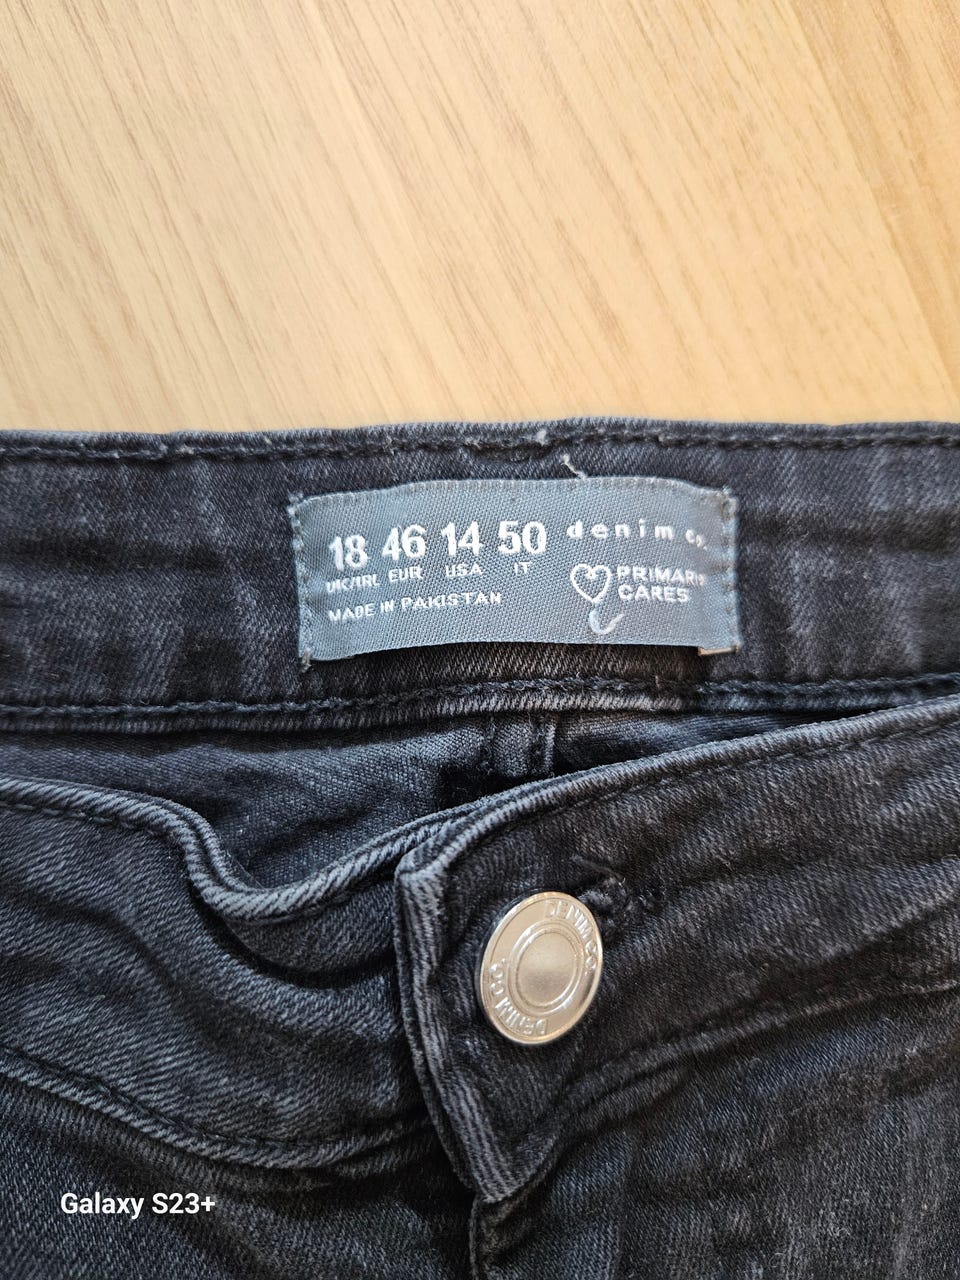 18 46 14 50 denim co.
UK/IRL EUR USA IT
PRIMARK
CARES
MADE IN PAKISTAN
DENIM CO.
DENIM CO.
Galaxy S23+